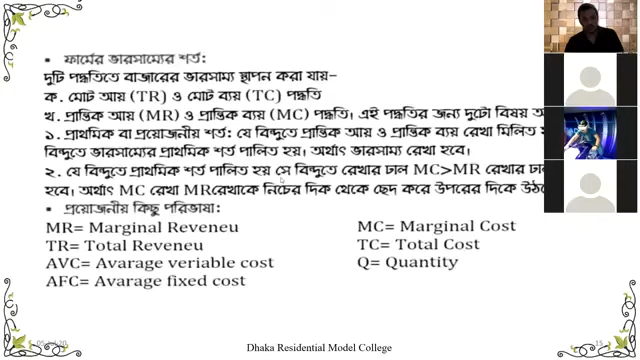 ফার্মের ভারসাম্যের শর্ত:
দুটি পদ্ধতিতে বাজারের ভারসাম্য স্থাপন করা যায়–
ক. মোট আয় (TR) ও মোট ব্যয় (TC) পদ্ধতি
খ. প্রান্তিক আয় (MR) ও প্রান্তিক ব্যয় (MC) পদ্ধতি। এই পদ্ধতির জন্য দুটো বিষয়
১. প্রাথমিক বা প্রয়োজনীয় শর্ত: যে বিন্দুতে প্রান্তিক আয় ও প্রান্তিক ব্যয় রেখা মিলিত
বিন্দুতে ভারসাম্যের প্রাথমিক শর্ত পালিত হয়। অর্থাৎ ভারসাম্য রেখা হবে।
২. যে বিন্দুতে প্রাথমিক শর্ত পালিত হয় সে বিন্দুতে রেখার ঢাল MC>MR রেখার
হবে। অর্থাৎ MC রেখা MRরেখাকে নিচের দিক থেকে ছেদ করে উপরের দিকে
প্রয়োজনীয় কিছু পরিভাষা:
MR= Marginal Reveneu
MC= Marginal Cost
TR= Total Reveneu
TC= Total Cost
AVC= Avarage veriable cost
Q= Quantity
AFC= Avarage fixed cost
Dhaka Residential Model College
15